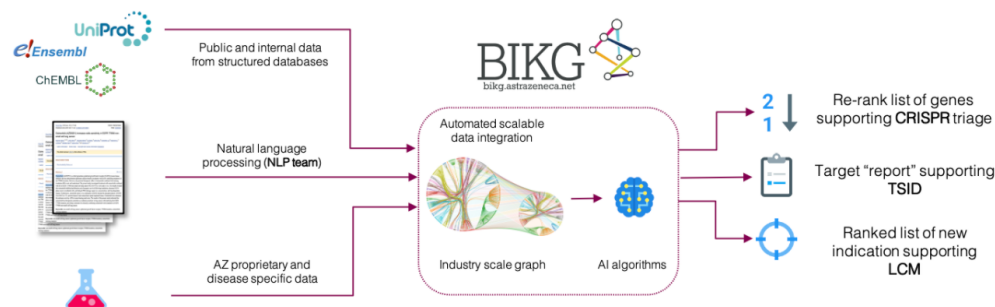 UniProt
e!Ensembl
ChEMBL
Public and internal data
from structured databases
Natural language
processing (NLP team)
AZ proprietary and
disease specific data
BIKG
bikg.astrazeneca.net
Automated scalable
data integration
Industry scale graph
AI algorithms
2
1
Re-rank list of genes
supporting CRISPR triage
Target “report” supporting
TSID
Ranked list of new
indication supporting
LCM